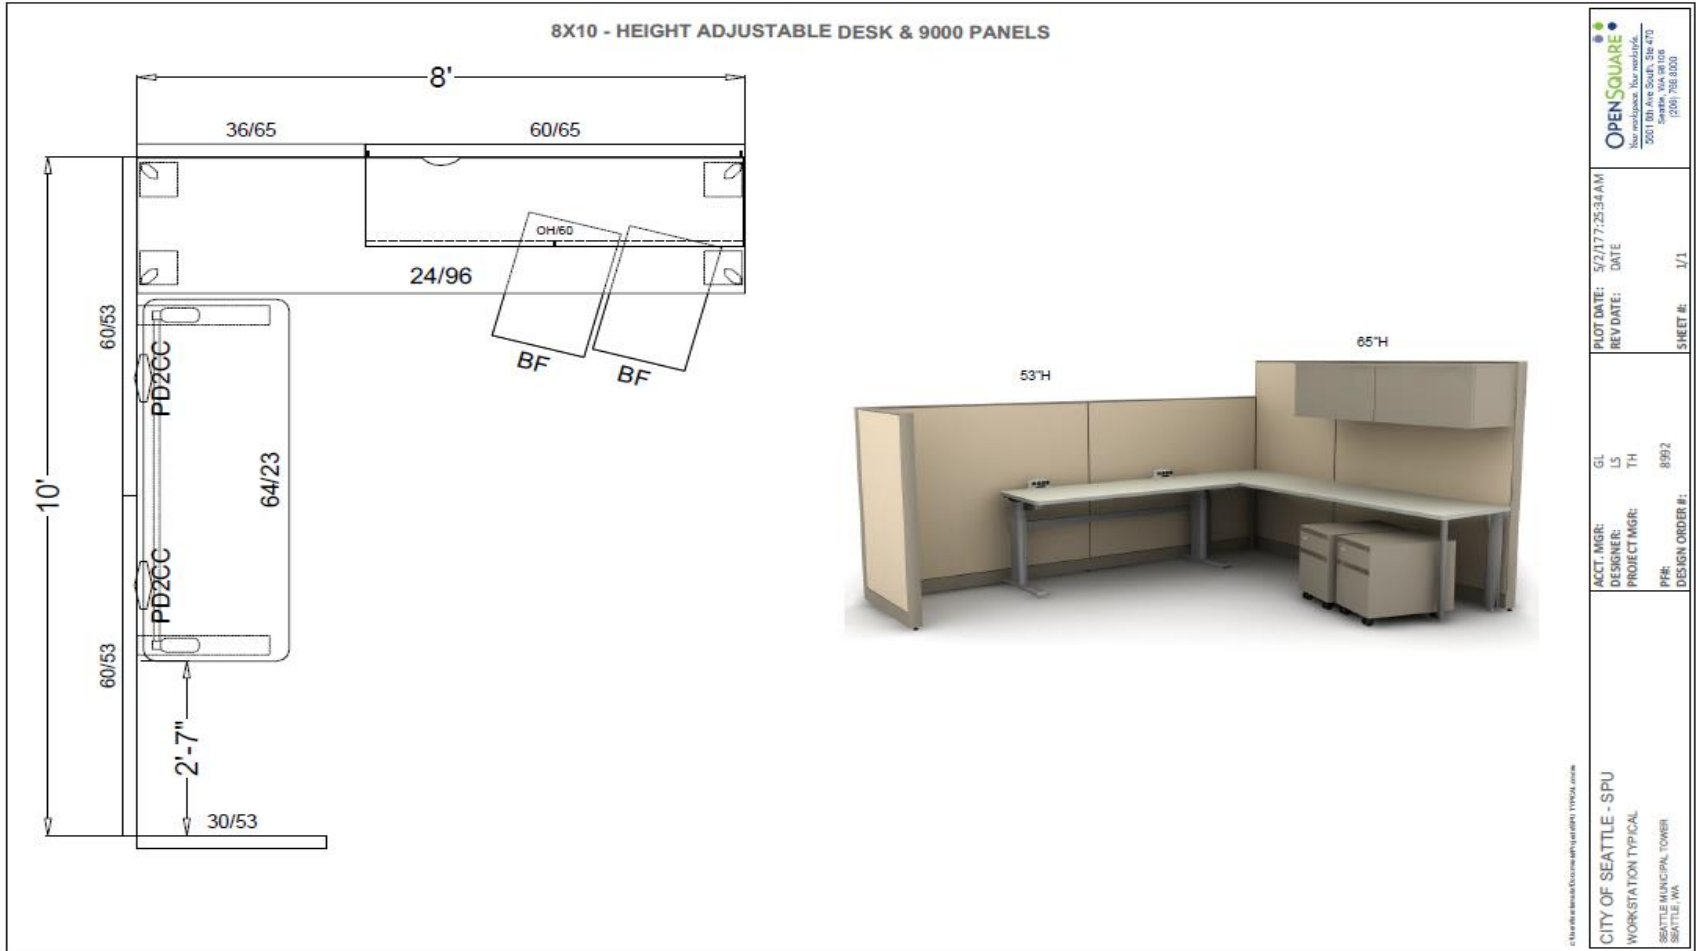 8X10 - HEIGHT ADJUSTABLE DESK & 9000 PANELS
8'
36/65
60/65
OH/60
24/96
BF
BF
60/53
PD2CC
64/23
10'
PD2CC
60/53
2'-7"
30/53
53"H
65"H
OPENSQUARE
Your workspace. Your workstyle.
5601 6th Ave South, Ste 470
Seattle, WA 98108
(206) 768.8000
PLOT DATE: 5/2/17 7:25:34 AM
REV DATE: DATE
SHEET #: 1/1
ACCT. MGR: GL
DESIGNER: LS
PROJECT MGR: TH
PF#:
DESIGN ORDER #: 8992
CITY OF SEATTLE - SPU
WORKSTATION TYPICAL
SEATTLE MUNICIPAL TOWER
SEATTLE, WA